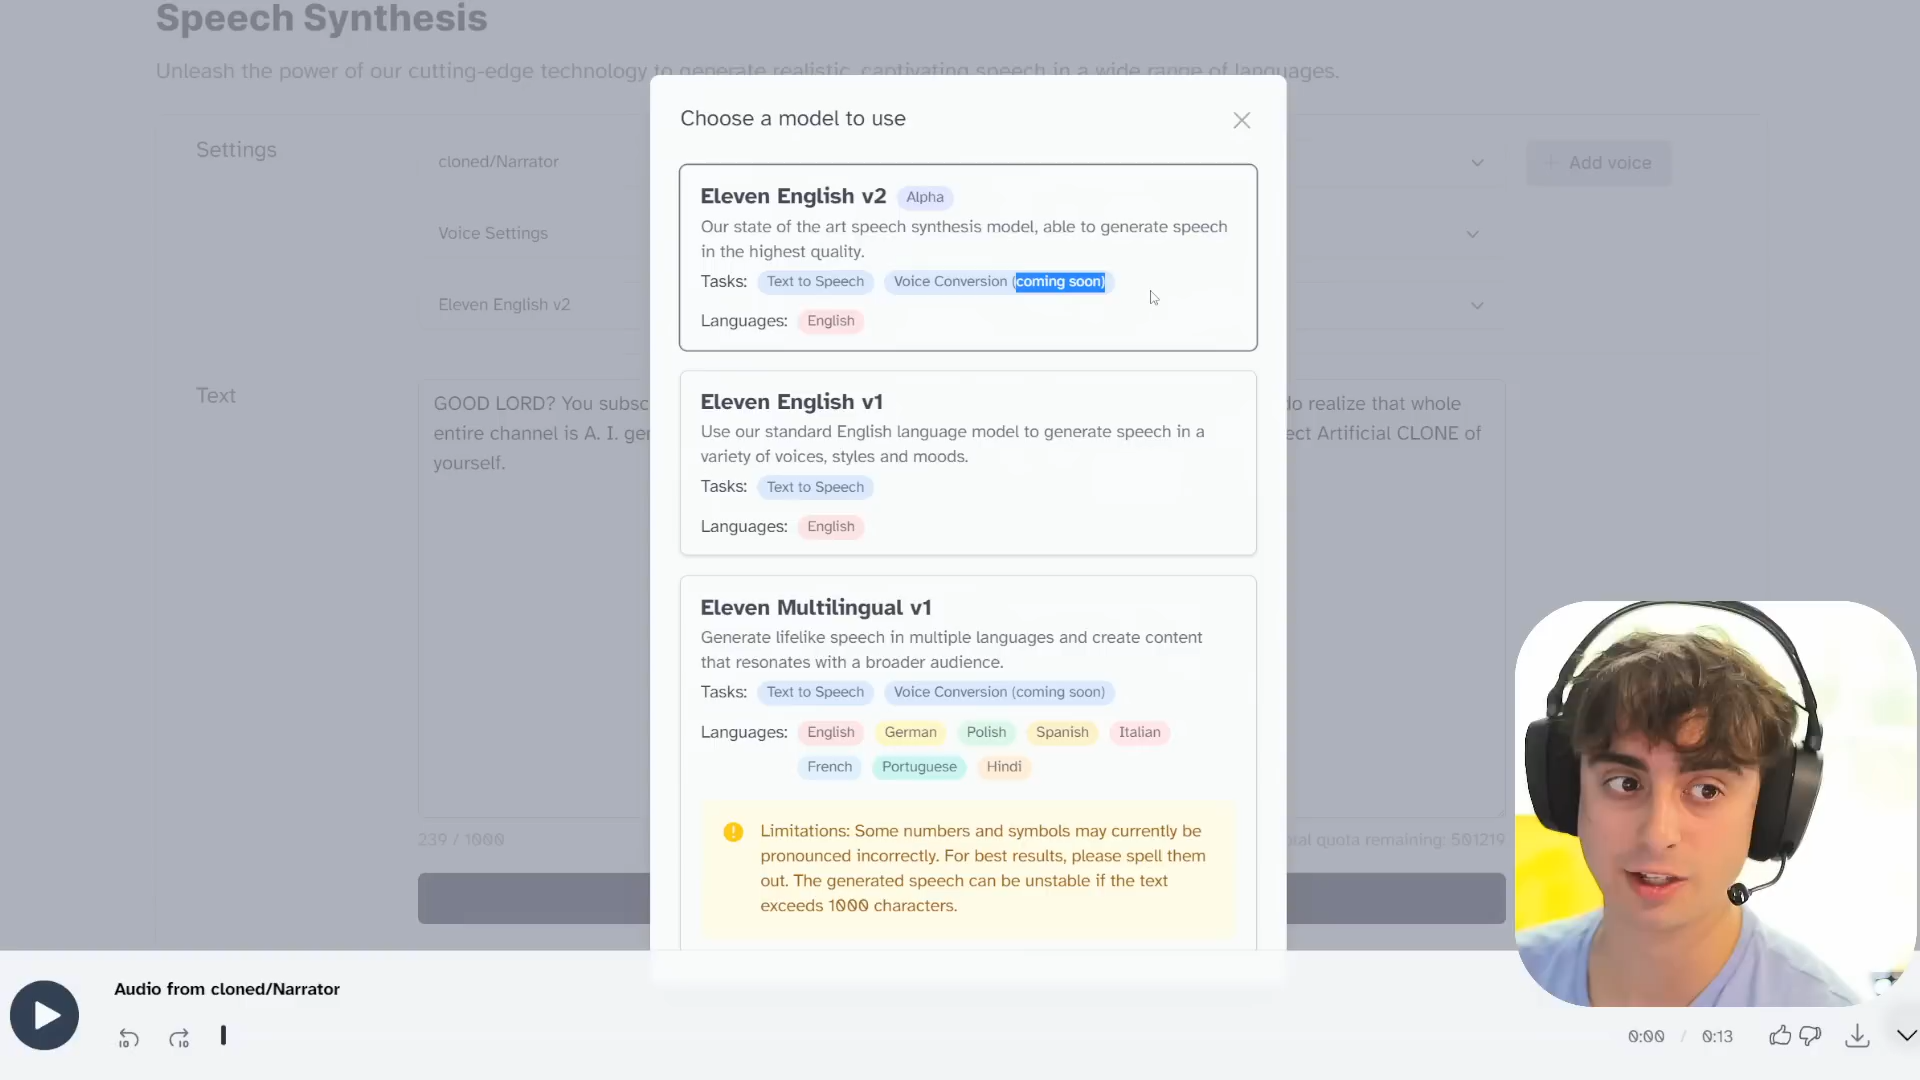 Speech Synthesis
Unleash the power of our cutting-edge technology to generate realistic, captivating speech in a wide range of languages.
Choose a model to use
Settings
cloned/Narrator
Add voice
Voice Settings
Eleven English v2
Eleven English v2 Alpha
Our state of the art speech synthesis model, able to generate speech
in the highest quality.
Tasks: Text to Speech Voice Conversion (coming soon)
Languages: English
Text
GOOD LORD? You subsc
do realize that whole
entire channel is A. I. ge
ect Artificial CLONE of
yourself.
Eleven English v1
Use our standard English language model to generate speech in a
variety of voices, styles and moods.
Tasks: Text to Speech
Languages: English
Eleven Multilingual v1
Generate lifelike speech in multiple languages and create content
that resonates with a broader audience.
Tasks: Text to Speech Voice Conversion (coming soon)
Languages: English German Polish Spanish Italian
French Portuguese Hindi
Limitations: Some numbers and symbols may currently be
pronounced incorrectly. For best results, please spell them
out. The generated speech can be unstable if the text
exceeds 1000 characters.
239 / 1000
quota remaining: 501219
Audio from cloned/Narrator
10
10
0:00 / 0:13